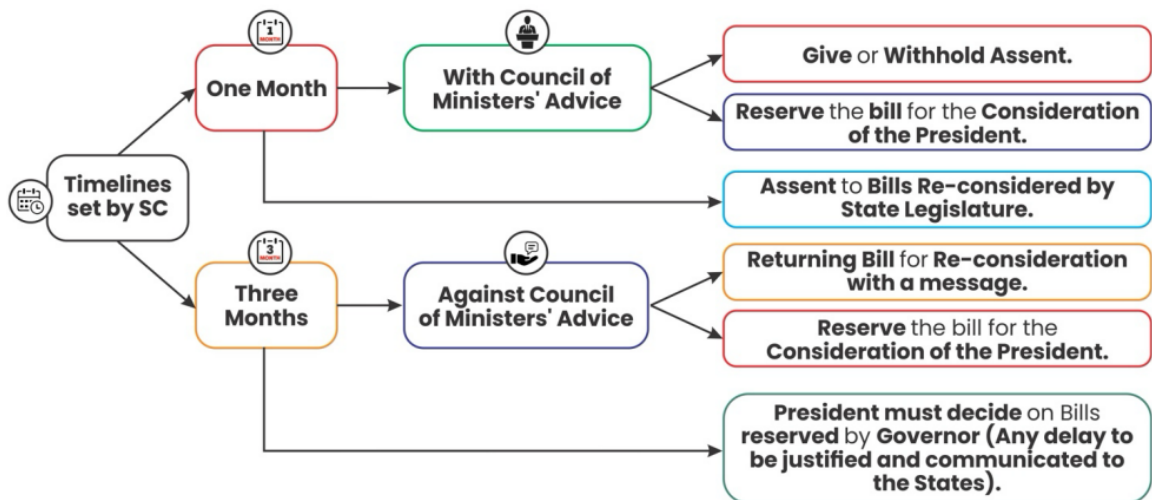 1
MONTH
One Month
With Council of
Ministers' Advice
Give or Withhold Assent.
Reserve the bill for the Consideration
of the President.
Timelines
set by SC
Assent to Bills Re-considered by
State Legislature.
3
MONTH
Three
Months
Against Council
of Ministers' Advice
Returning Bill for Re-consideration
with a message.
Reserve the bill for the
Consideration of the President.
President must decide on Bills
reserved by Governor (Any delay to
be justified and communicated to
the States).